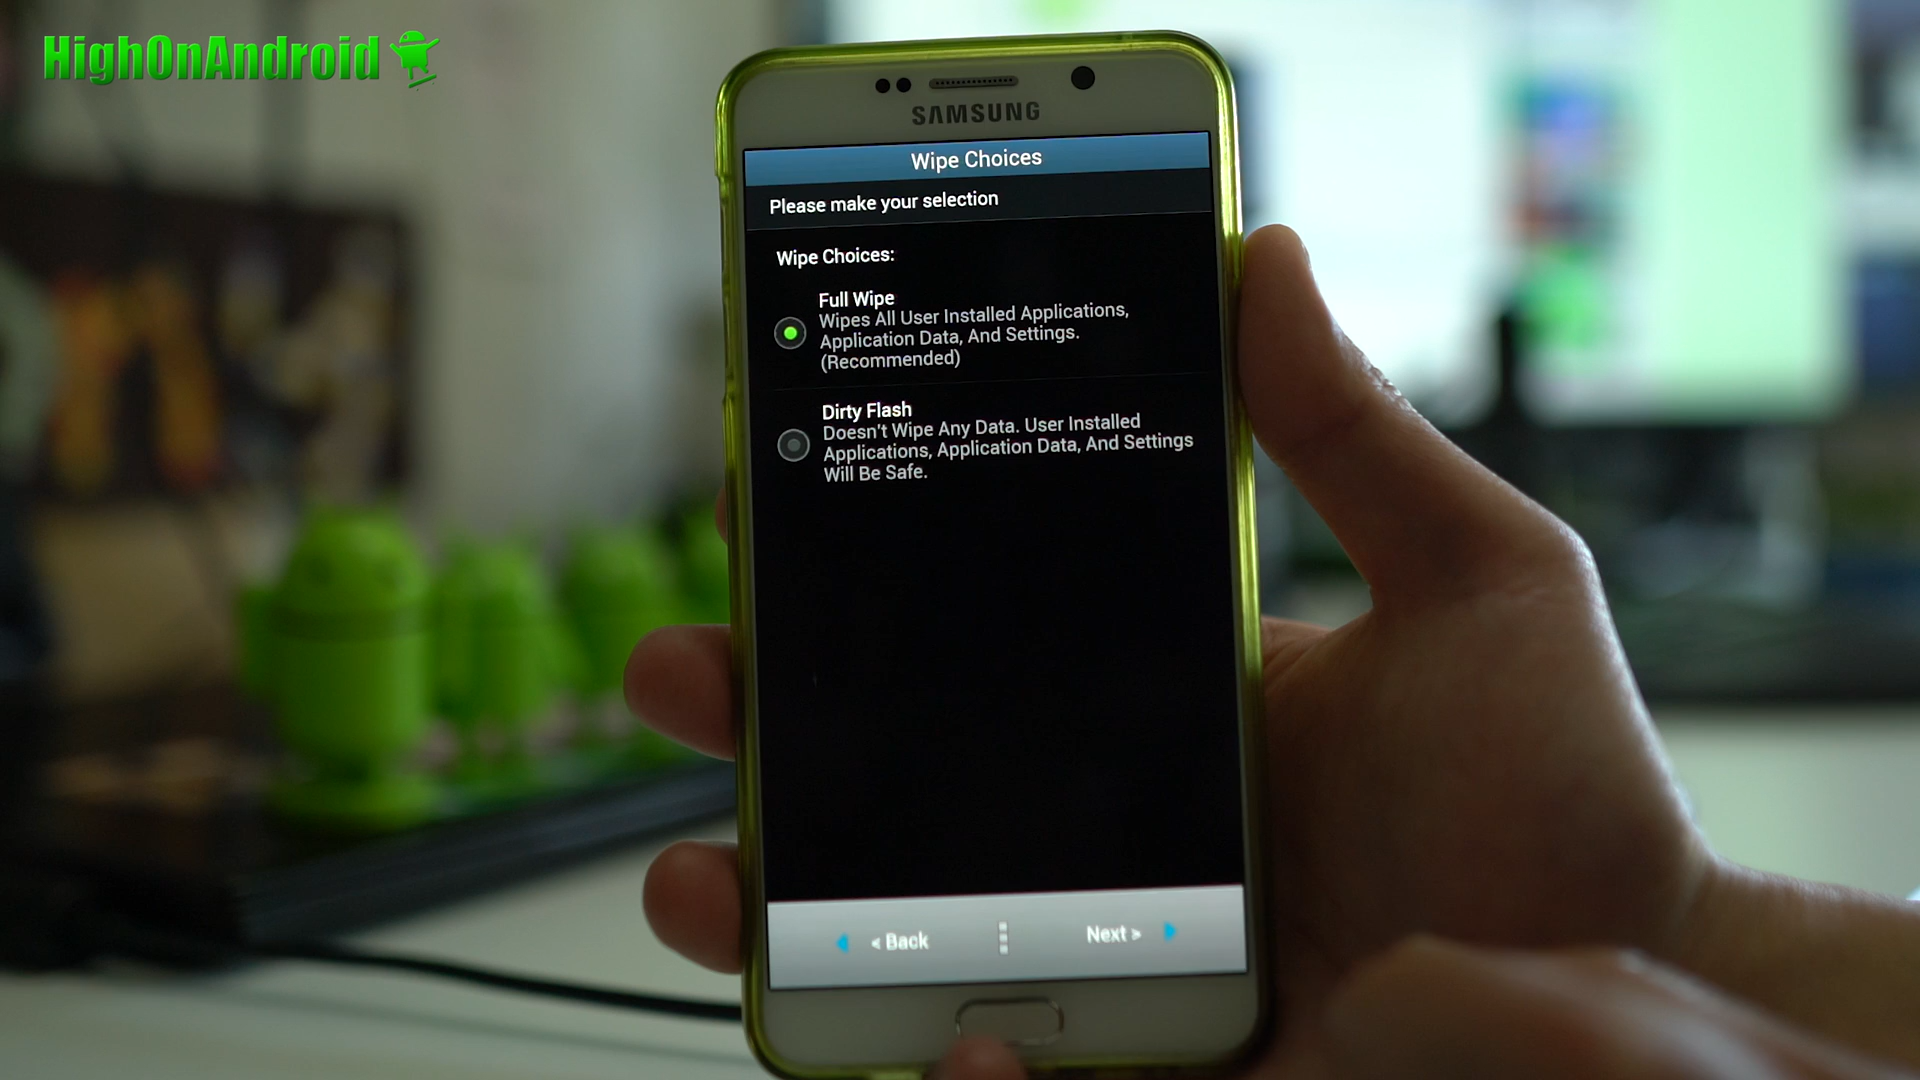 HighOnAndroid
SAMSUNG
Wipe Choices
Please make your selection
Wipe Choices:
Full Wipe
Wipes All User Installed Applications,
Application Data, And Settings.
(Recommended)
Dirty Flash
Doesn't Wipe Any Data. User Installed
Applications, Application Data, And Settings
Will Be Safe.
< Back
Next >